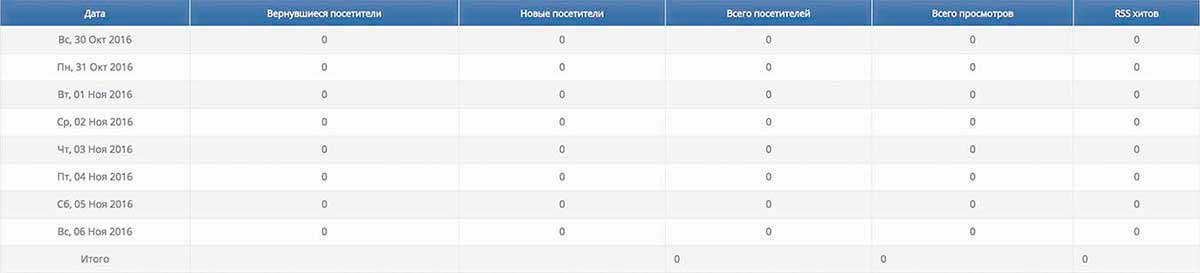 Дата Вернувшиеся посетители Новые посетители Всего посетителей Всего просмотров RSS хитов
Вс, 30 Окт 2016 0 0 0 0 0
Пн, 31 Окт 2016 0 0 0 0 0
Вт, 01 Ноя 2016 0 0 0 0 0
Ср, 02 Ноя 2016 0 0 0 0 0
Чт, 03 Ноя 2016 0 0 0 0 0
Пт, 04 Ноя 2016 0 0 0 0 0
Сб, 05 Ноя 2016 0 0 0 0 0
Вс, 06 Ноя 2016 0 0 0 0 0
Итого 0 0 0